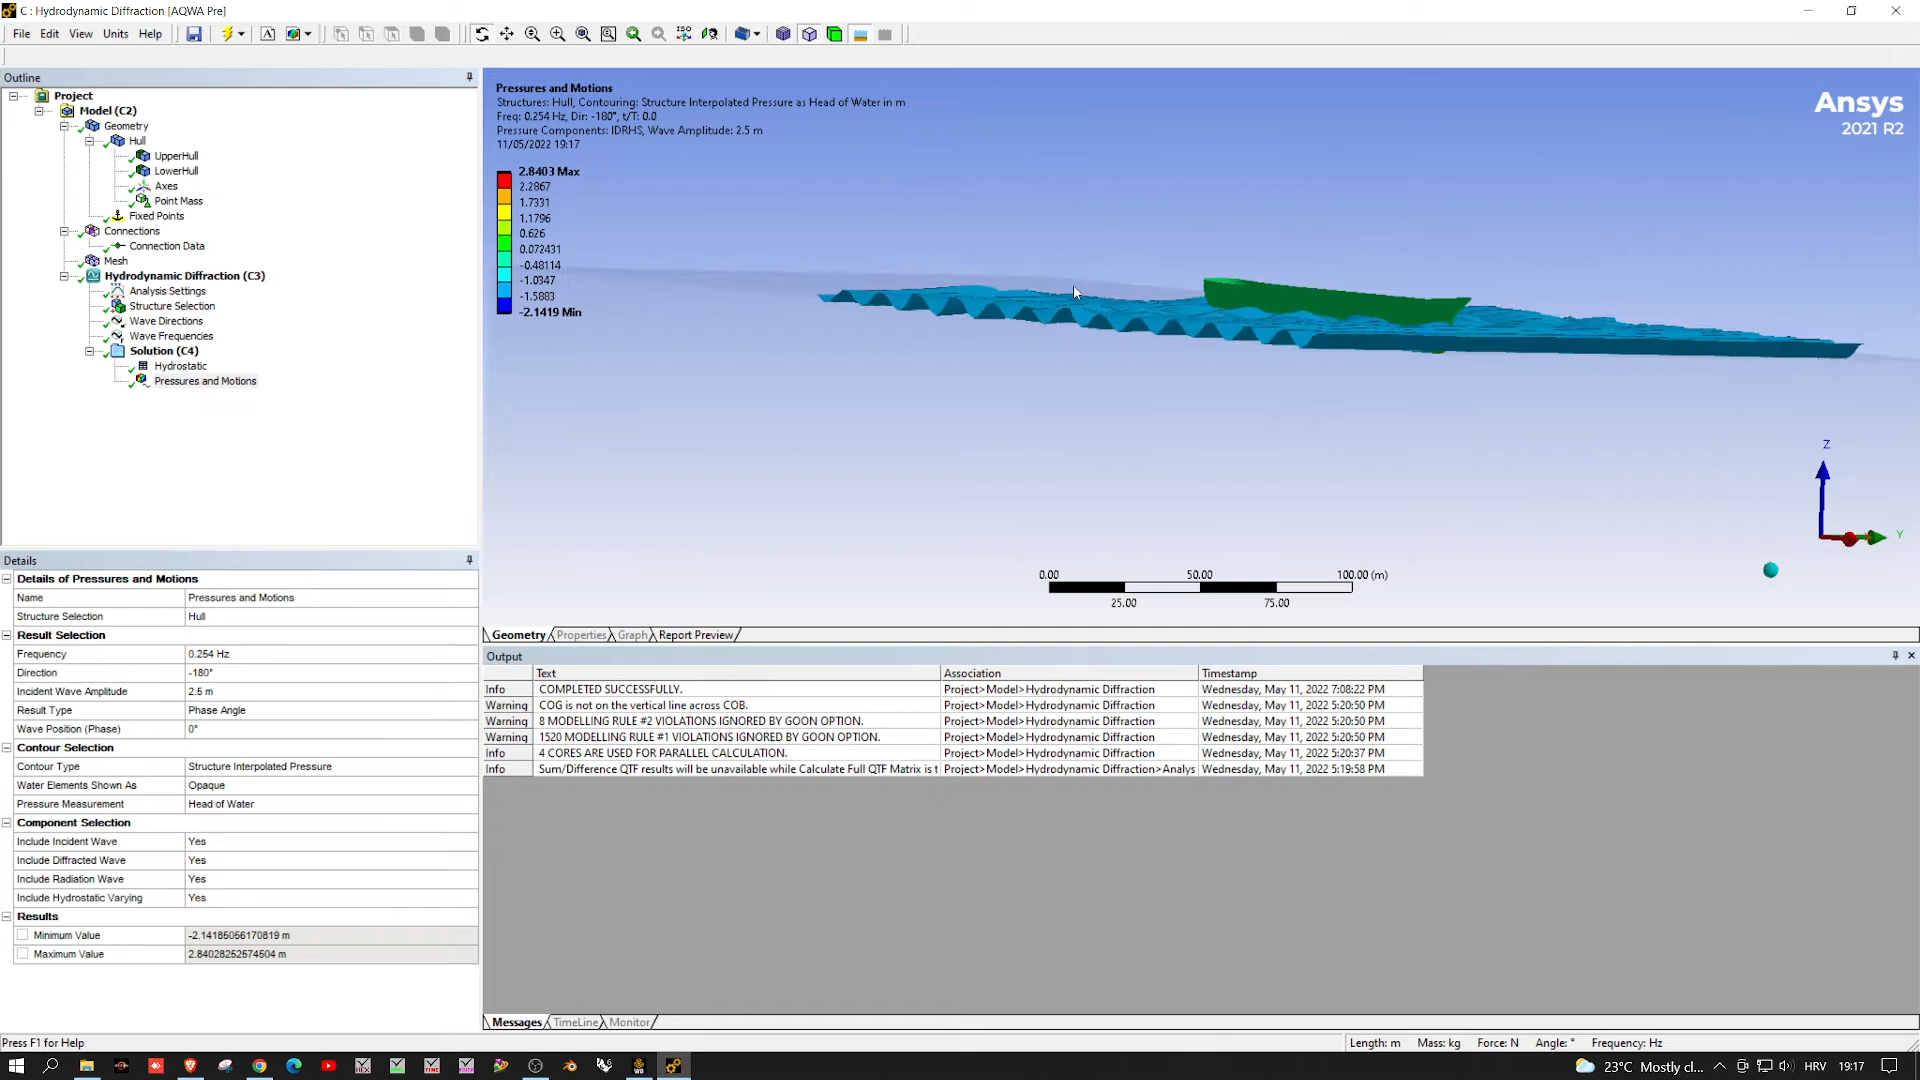 C : Hydrodynamic Diffraction [AQWA Pre]
File Edit View Units Help
Outline
Project
Model (C2)
Geometry
Hull
UpperHull
LowerHull
Axes
Point Mass
Fixed Points
Connections
Connection Data
Mesh
Hydrodynamic Diffraction (C3)
Analysis Settings
Structure Selection
Wave Directions
Wave Frequencies
Solution (C4)
Hydrostatic
Pressures and Motions
Pressures and Motions
Structures: Hull, Contouring: Structure Interpolated Pressure as Head of Water in m
Freq: 0.254 Hz, Dir: -180°, t/T: 0.0
Pressure Components: IDRHS, Wave Amplitude: 2.5 m
11/05/2022 19:17
2.8403 Max
2.2867
1.7331
1.1796
0.626
0.072431
-0.48114
-1.0347
-1.5883
-2.1419 Min
Ansys
2021 R2
Z
Y
0.00 50.00 100.00 (m)
25.00 75.00
Geometry Properties Graph Report Preview
Details
Details of Pressures and Motions
Name Pressures and Motions
Structure Selection Hull
Result Selection
Frequency 0.254 Hz
Direction -180°
Incident Wave Amplitude 2.5 m
Result Type Phase Angle
Wave Position (Phase) 0°
Contour Selection
Contour Type Structure Interpolated Pressure
Water Elements Shown As Opaque
Pressure Measurement Head of Water
Component Selection
Include Incident Wave Yes
Include Diffracted Wave Yes
Include Radiation Wave Yes
Include Hydrostatic Varying Yes
Results
Minimum Value -2.14185056170819 m
Maximum Value 2.84028252574504 m
Output
Text Association Timestamp
Info COMPLETED SUCCESSFULLY. Project>Model>Hydrodynamic Diffraction Wednesday, May 11, 2022 7:08:22 PM
Warning COG is not on the vertical line across COB. Project>Model>Hydrodynamic Diffraction Wednesday, May 11, 2022 5:20:50 PM
Warning 8 MODELLING RULE #2 VIOLATIONS IGNORED BY GOON OPTION. Project>Model>Hydrodynamic Diffraction Wednesday, May 11, 2022 5:20:50 PM
Warning 1520 MODELLING RULE #1 VIOLATIONS IGNORED BY GOON OPTION. Project>Model>Hydrodynamic Diffraction Wednesday, May 11, 2022 5:20:50 PM
Info 4 CORES ARE USED FOR PARALLEL CALCULATION. Project>Model>Hydrodynamic Diffraction Wednesday, May 11, 2022 5:20:37 PM
Info Sum/Difference QTF results will be unavailable while Calculate Full QTF Matrix is t Project>Model>Hydrodynamic Diffraction>Analys Wednesday, May 11, 2022 5:19:58 PM
Messages TimeLine Monitor
Press F1 for Help Length: m Mass: kg Force: N Angle: ° Frequency: Hz
23°C Mostly cl... HRV 19:17